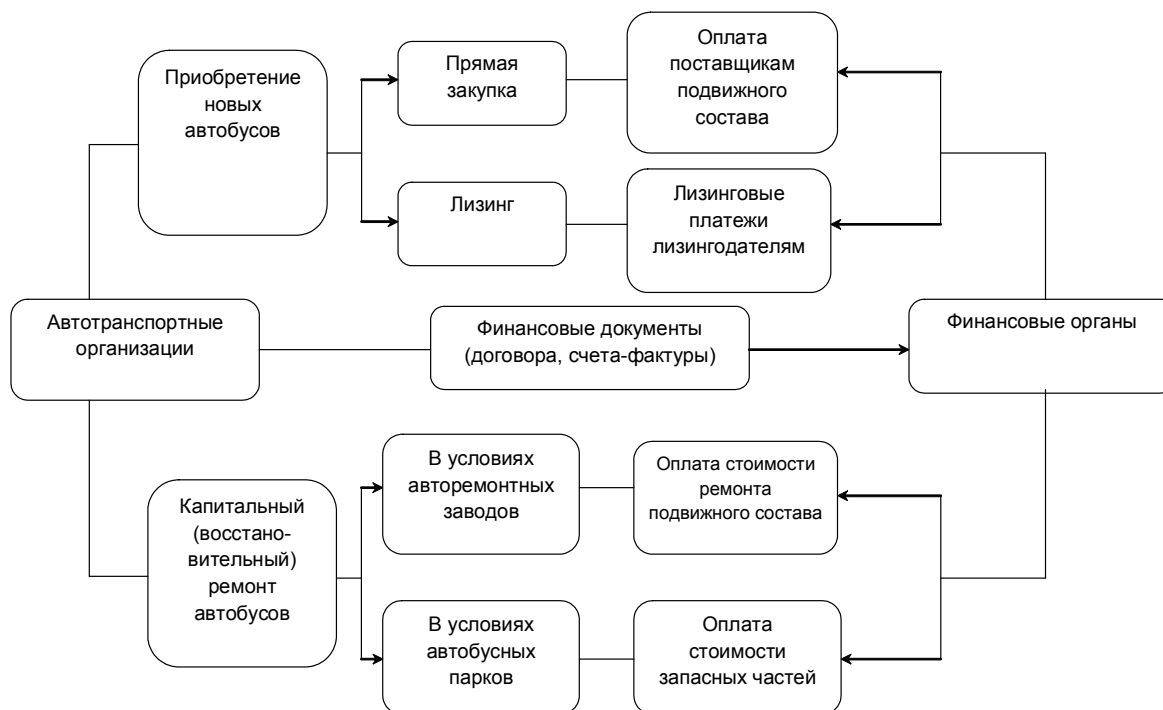 Приобретение
новых
автобусов
Прямая
закупка
Оплата
поставщикам
подвижного
состава
Лизинг
Лизинговые
платежи
лизингодателям
Автотранспортные
организации
Финансовые документы
(договора, счета-фактуры)
Финансовые органы
Капитальный
(восстано-
вительный)
ремонт
автобусов
В условиях
авторемонтных
заводов
Оплата стоимости
ремонта
подвижного состава
В условиях
автобусных
парков
Оплата
стоимости
запасных частей